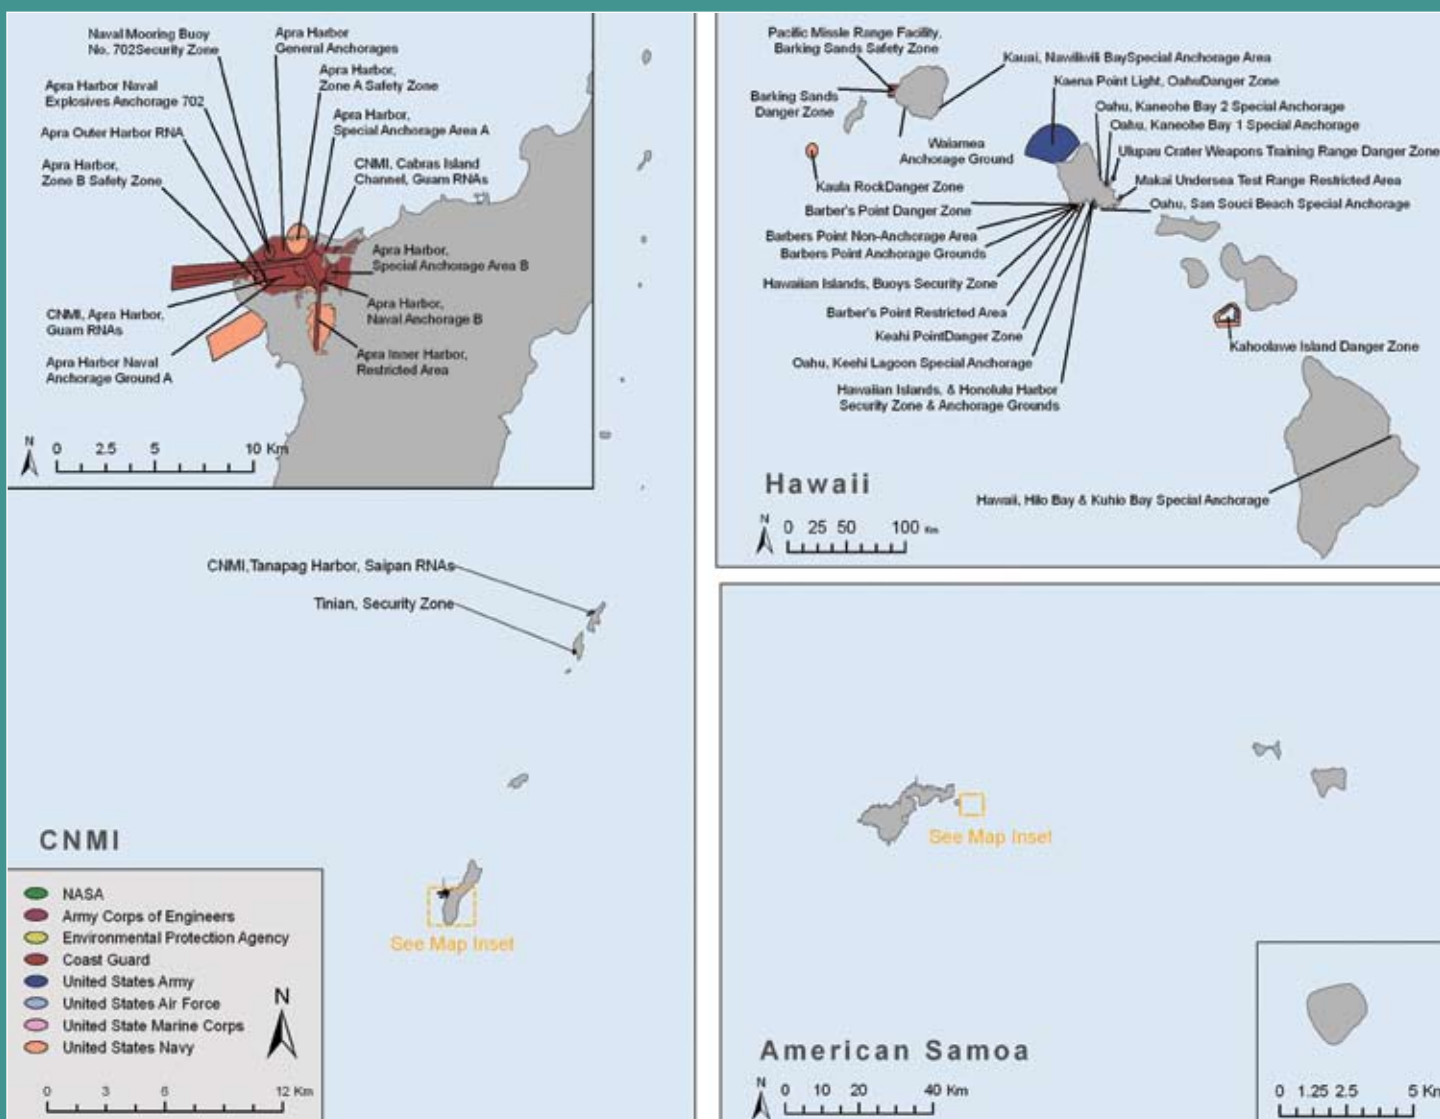 Naval Mooring Buoy
No. 702Security Zone
Apra Harbor
General Anchorages
Apra Harbor,
Zone A Safety Zone
Apra Harbor Naval
Explosives Anchorage 702
Apra Harbor,
Special Anchorage Area A
Apra Outer Harbor RNA
Apra Harbor,
Zone B Safety Zone
CNMI, Cabras Island
Channel, Guam RNAs
Apra Harbor,
Special Anchorage Area B
CNMI, Apra Harbor,
Guam RNAs
Apra Harbor,
Naval Anchorage B
Apra Harbor Naval
Anchorage Ground A
Apra Inner Harbor,
Restricted Area
N
0 2.5 5 10 Km
CNMI,Tanapag Harbor, Saipan RNAs
Tinian, Security Zone
CNMI
See Map Inset
NASA
Army Corps of Engineers
Environmental Protection Agency
Coast Guard
United States Army
United States Air Force
United State Marine Corps
United States Navy
N
0 3 6 12 Km
Pacific Missle Range Facility,
Barking Sands Safety Zone
Kauai, Nawiliwili BaySpecial Anchorage Area
Kaena Point Light, OahuDanger Zone
Barking Sands
Danger Zone
Oahu, Kaneohe Bay 2 Special Anchorage
Oahu, Kaneohe Bay 1 Special Anchorage
Waiamea
Anchorage Ground
Ulupau Crater Weapons Training Range Danger Zone
Kaula RockDanger Zone
Makai Undersea Test Range Restricted Area
Barber's Point Danger Zone
Oahu, San Souci Beach Special Anchorage
Barbers Point Non-Anchorage Area
Barbers Point Anchorage Grounds
Hawaiian Islands, Buoys Security Zone
Barber's Point Restricted Area
Keahi PointDanger Zone
Kahoolawe Island Danger Zone
Oahu, Keehi Lagoon Special Anchorage
Hawaiian Islands, & Honolulu Harbor
Security Zone & Anchorage Grounds
Hawaii
Hawaii, Hilo Bay & Kuhio Bay Special Anchorage
N
0 25 50 100 Km
See Map Inset
American Samoa
N
0 10 20 40 Km
0 1.25 2.5 5 Km